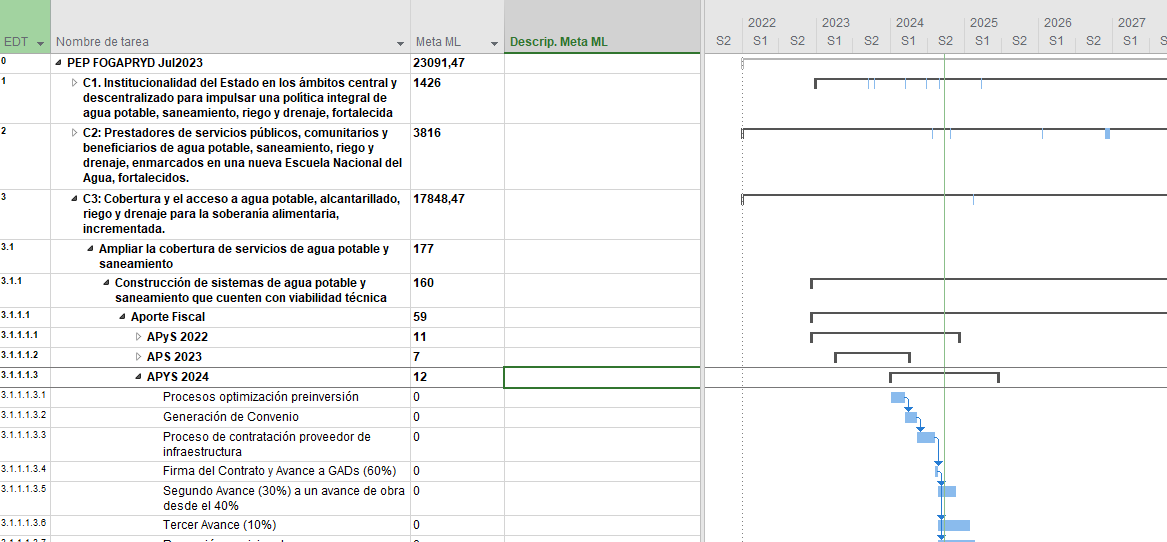 2022 2023 2024 2025 2026 2027
EDT Nombre de tarea Meta ML Descrip. Meta ML S2 S1 S2 S1 S2 S1 S2 S1 S2 S1 S2 S1 S
0 PEP FOGAPRYD Jul2023 23091,47
1 C1. Institucionalidad del Estado en los ámbitos central y 1426
descentralizado para impulsar una política integral de
agua potable, saneamiento, riego y drenaje, fortalecida
2 C2: Prestadores de servicios públicos, comunitarios y 3816
beneficiarios de agua potable, saneamiento, riego y
drenaje, enmarcados en una nueva Escuela Nacional del
Agua, fortalecidos.
3 C3: Cobertura y el acceso a agua potable, alcantarillado, 17848,47
riego y drenaje para la soberanía alimentaria,
incrementada.
3.1 Ampliar la cobertura de servicios de agua potable y 177
saneamiento
3.1.1 Construcción de sistemas de agua potable y 160
saneamiento que cuenten con viabilidad técnica
3.1.1.1 Aporte Fiscal 59
3.1.1.1.1 APyS 2022 11
3.1.1.1.2 APS 2023 7
3.1.1.1.3 APYS 2024 12
3.1.1.1.3.1 Procesos optimización preinversión 0
3.1.1.1.3.2 Generación de Convenio 0
3.1.1.1.3.3 Proceso de contratación proveedor de 0
infraestructura
3.1.1.1.3.4 Firma del Contrato y Avance a GADs (60%) 0
3.1.1.1.3.5 Segundo Avance (30%) a un avance de obra 0
desde el 40%
3.1.1.1.3.6 Tercer Avance (10%) 0